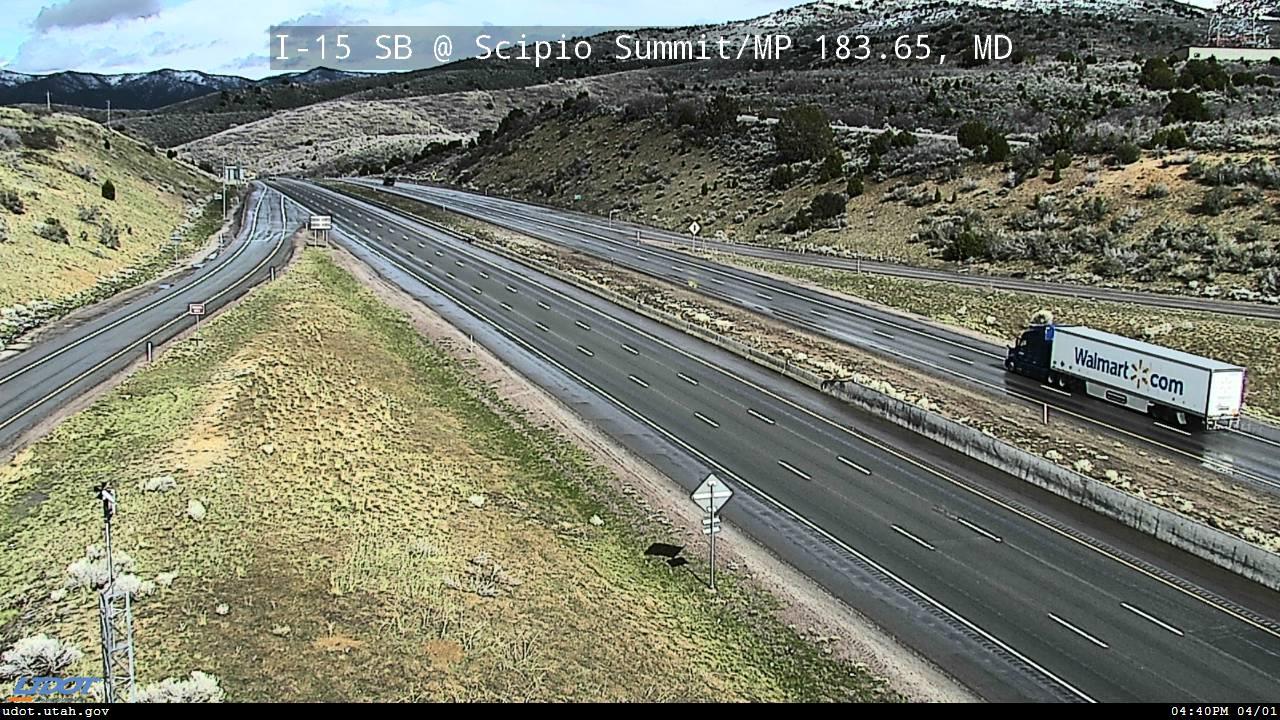 I-15 SB @ Scipio Summit/MP 183.65, MD
Walmart com
UDOT
udot.utah.gov
04:40PM 04/01